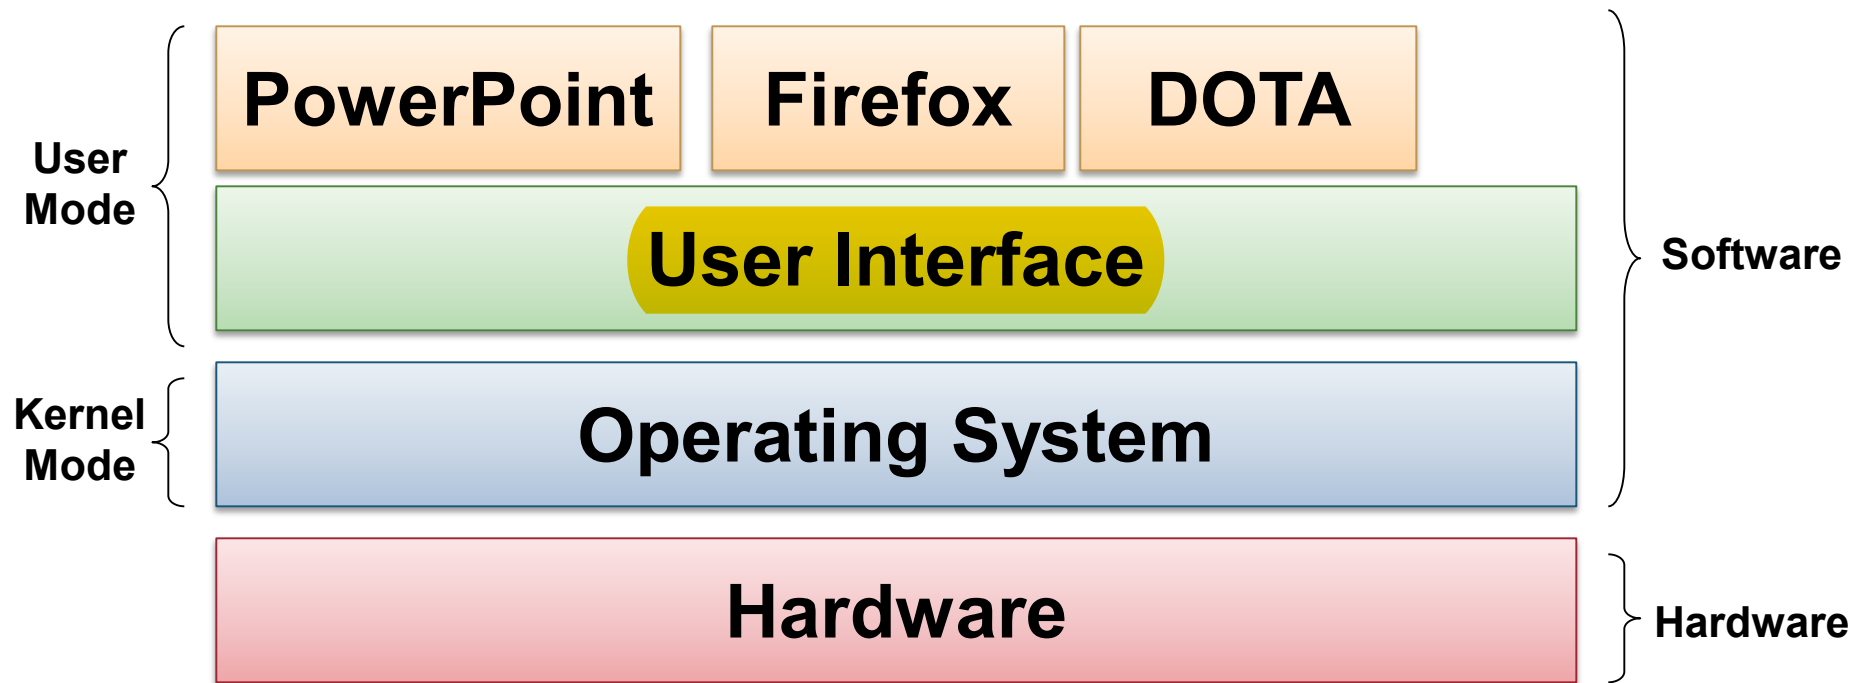 PowerPoint
Firefox
DOTA
User
Mode
User Interface
Software
Kernel
Mode
Operating System
Hardware
Hardware